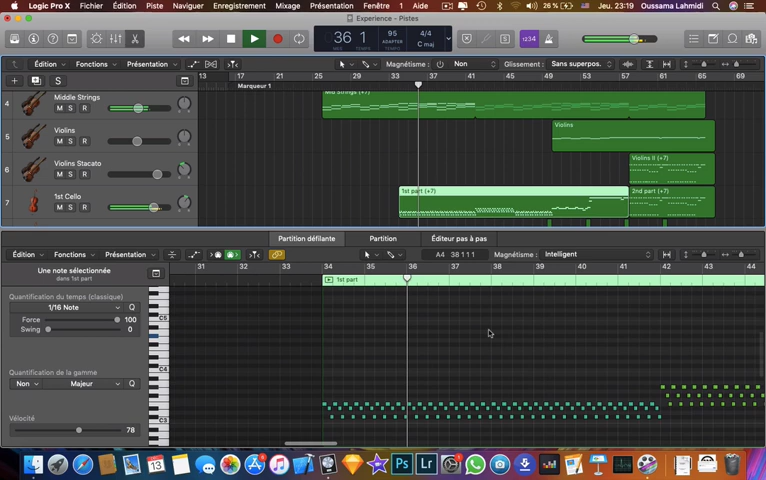 Logic Pro X Fichier Édition Naviguer Enregistrement Mixage Présentation Fenêtre 1 Aide 26 % Jeu. 23:19 Oussama Lahmidi
Experience - Pistes
36 1 95 ADAPTER 4/4 C maj 1234
Édition Fonctions Présentation Magnétisme : Non Glissement : Sans superpos.
13 17 21 25 29 33 37 41 45 49 53 57 61 65 69
Marqueur 1
4 Middle Strings M S R
Mid Strings (+7)
5 Violins M S R
Violins
6 Violins Stacato M S R
Violins II (+7)
7 1st Cello M S R
1st part (+7) 2nd part (+7)
Partition défilante Partition Éditeur pas à pas
Édition Fonctions Présentation A4 38 1 1 1 Magnétisme : Intelligent
Une note sélectionnée
dans 1st part
31 32 33 34 35 36 37 38 39 40 41 42 43 44
1st part
Quantification du temps (classique)
1/16 Note Q
Force 100
Swing 0
Quantification de la gamme
Non Majeur Q
Vélocité
78
C5
C4
C3
13
Ps Lr